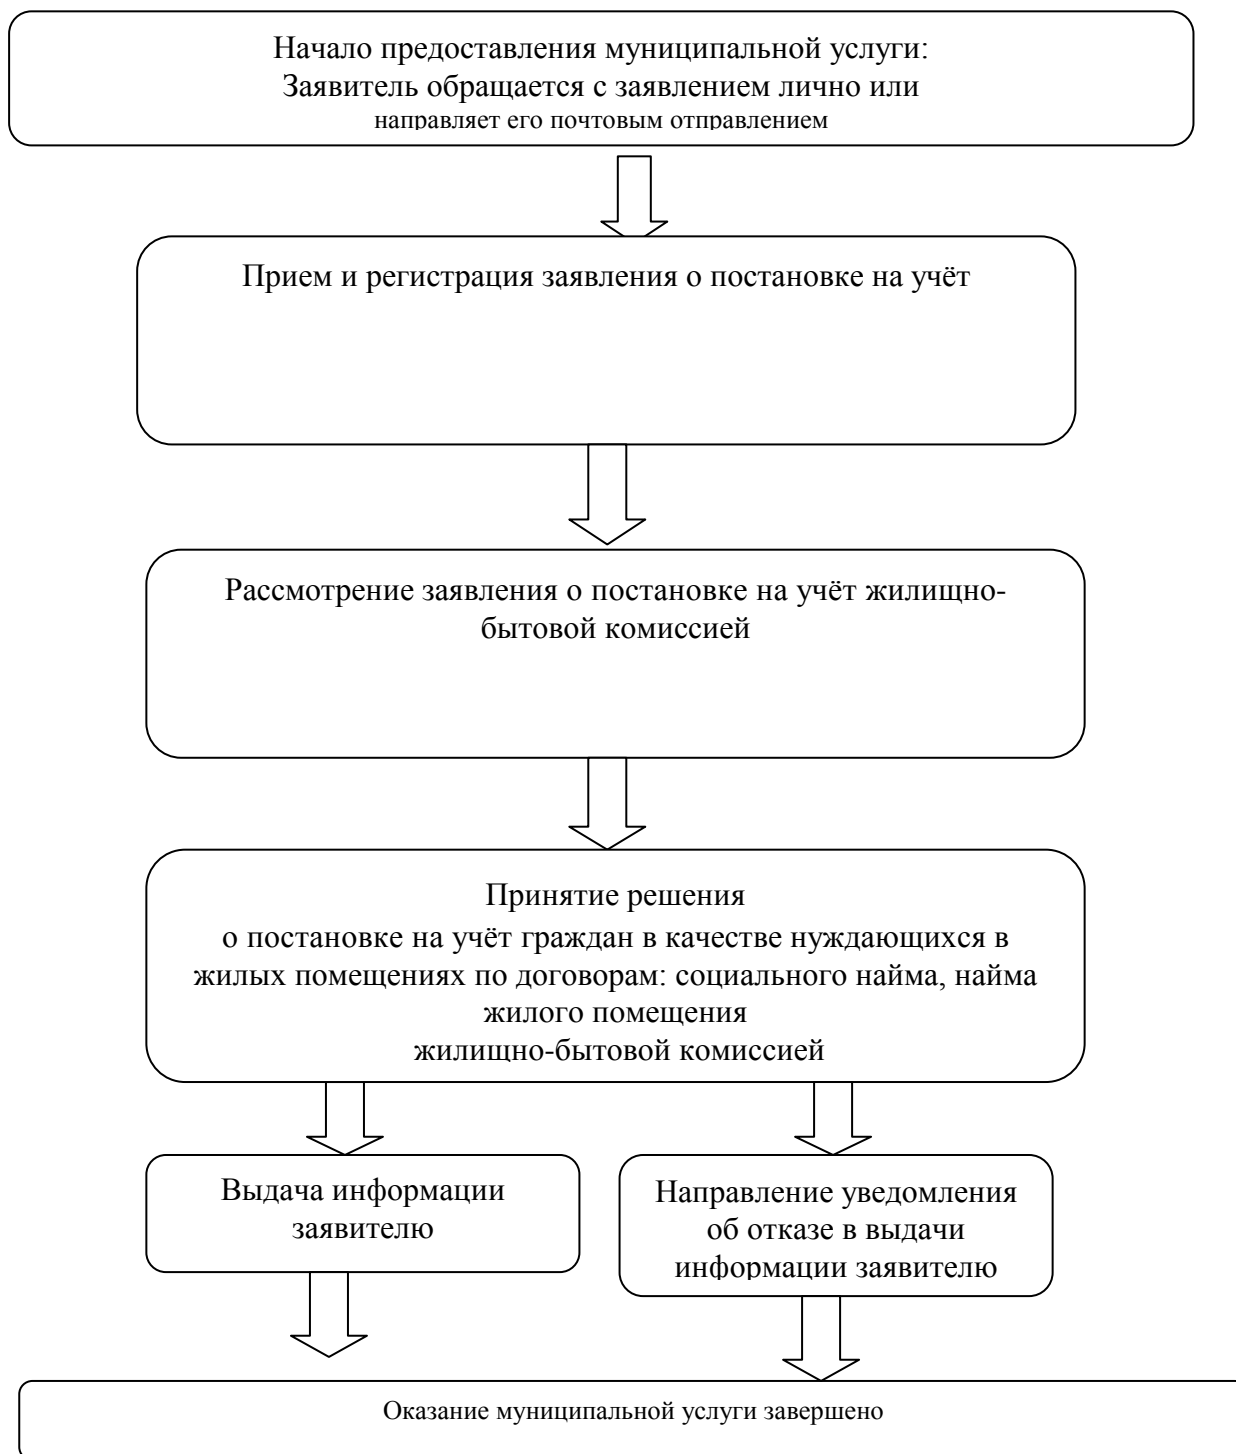 Начало предоставления муниципальной услуги:
Заявитель обращается с заявлением лично или
направляет его почтовым отправлением
Прием и регистрация заявления о постановке на учёт
Рассмотрение заявления о постановке на учёт жилищно-
бытовой комиссией
Принятие решения
о постановке на учёт граждан в качестве нуждающихся в
жилых помещениях по договорам: социального найма, найма
жилого помещения
жилищно-бытовой комиссией
Выдача информации
заявителю
Направление уведомления
об отказе в выдачи
информации заявителю
Оказание муниципальной услуги завершено